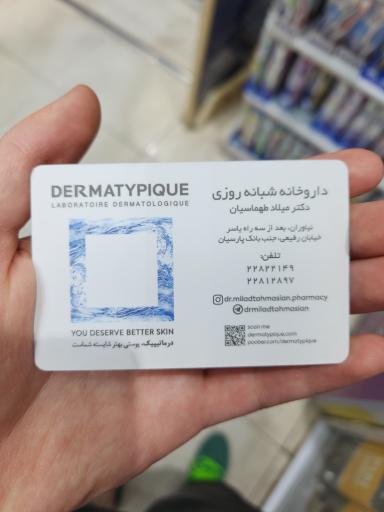 DERMATYPIQUE
LABORATOIRE DERMATOLOGIQUE
YOU DESERVE BETTER SKIN
درماتیپیک، پوستی بهتر شایسته شماست
داروخانه شبانه روزی
دکتر میلاد طهماسیان
نیاوران، بعد از سه راه یاسر
خیابان رفیعی، جنب بانک پارسیان
تلفن:
۲۲۸۲۲۱۴۹
۲۲۸۱۲۸۹۷
dr.miladtahmasian.pharmacy
drmiladtahmasian
scan me
dermatypique.com
poober.com/dermatypique